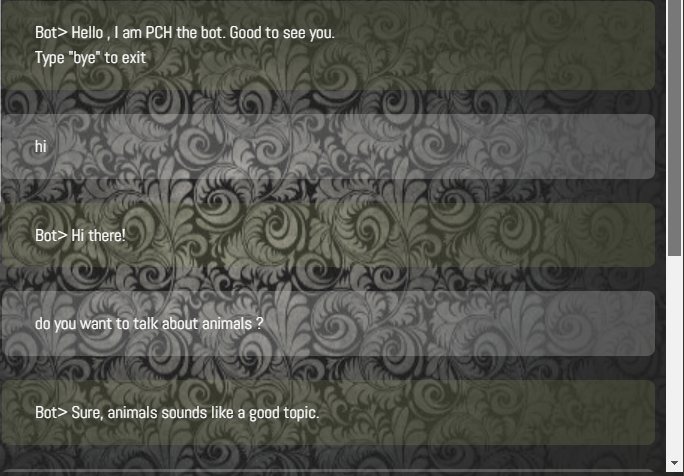 Bot> Hello , I am PCH the bot. Good to see you.
Type "bye" to exit
hi
Bot> Hi there!
do you want to talk about animals ?
Bot> Sure, animals sounds like a good topic.